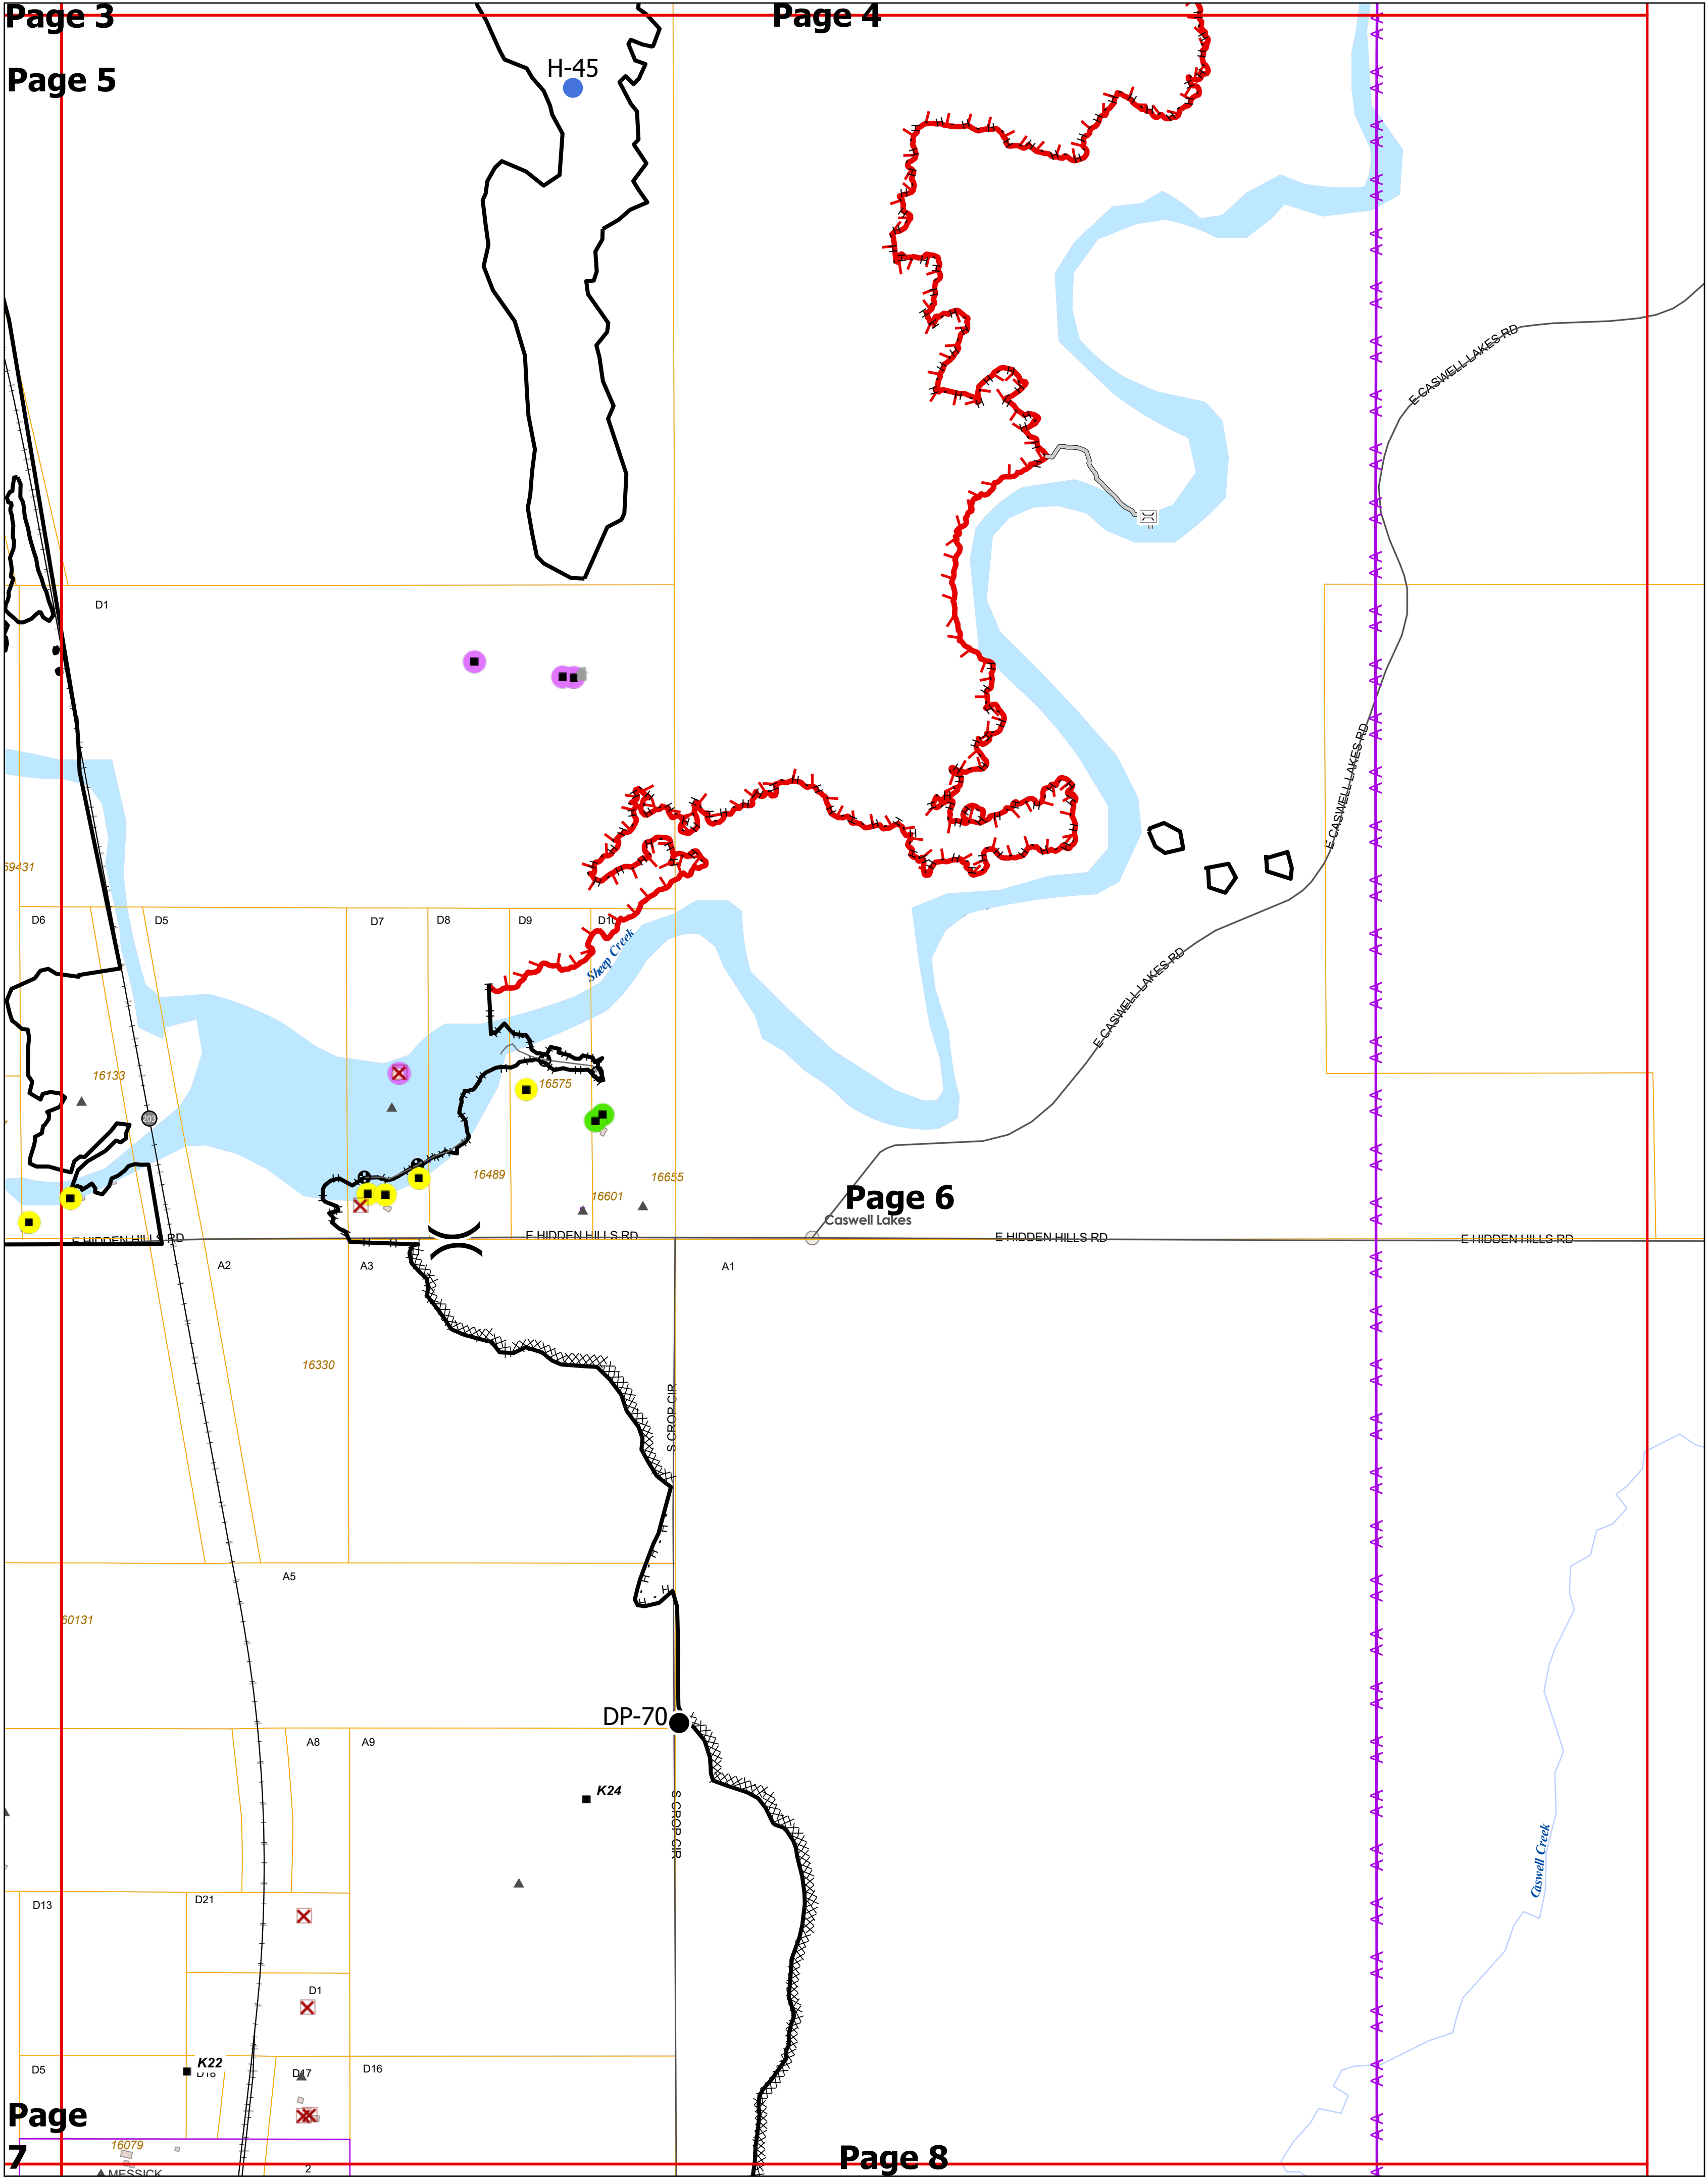 Page 3
Page 4
Page 5
H-45
E CASWELL LAKES RD
D1
E CASWELL LAKES RD
59431
D6
D5
D7
D8
D9
D10
Sheep Creek
E CASWELL LAKES RD
16133
16575
203
16489
16655
16601
Page 6
Caswell Lakes
E HIDDEN HILLS RD
E HIDDEN HILLS RD
E HIDDEN HILLS RD
E HIDDEN HILLS RD
A2
A3
A1
16330
S CROP CIR
A5
60131
DP-70
A8
A9
K24
S CROP CIR
Caswell Creek
D13
D21
D1
K22
D5
D18
D17
D16
Page
7
16079
MESSICK
2
Page 8